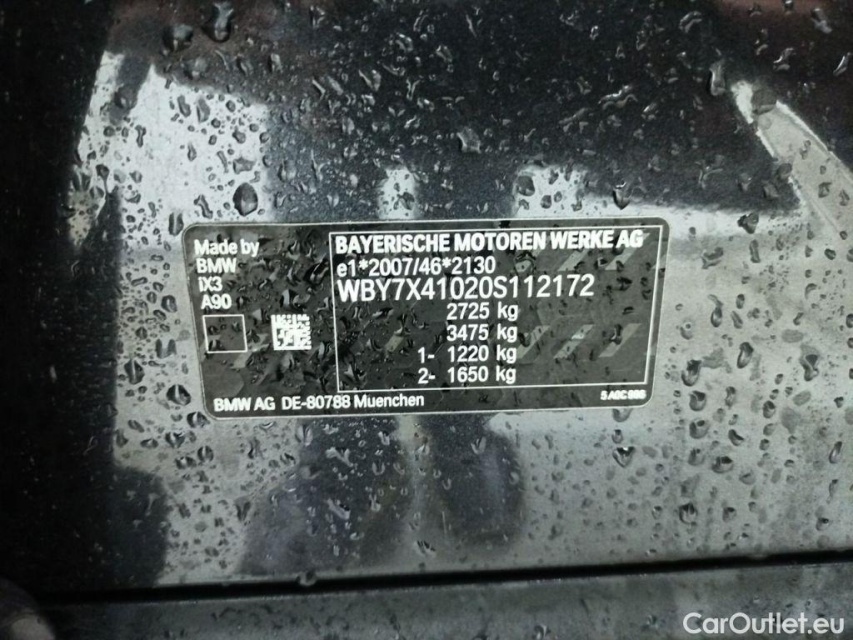 Made by
BMW
iX3
A90
BAYERISCHE MOTOREN WERKE AG
e1*2007/46*2130
WBY7X41020S112172
2725 kg
3475 kg
1- 1220 kg
2- 1650 kg
BMW AG DE-80788 Muenchen
CarOutlet.eu